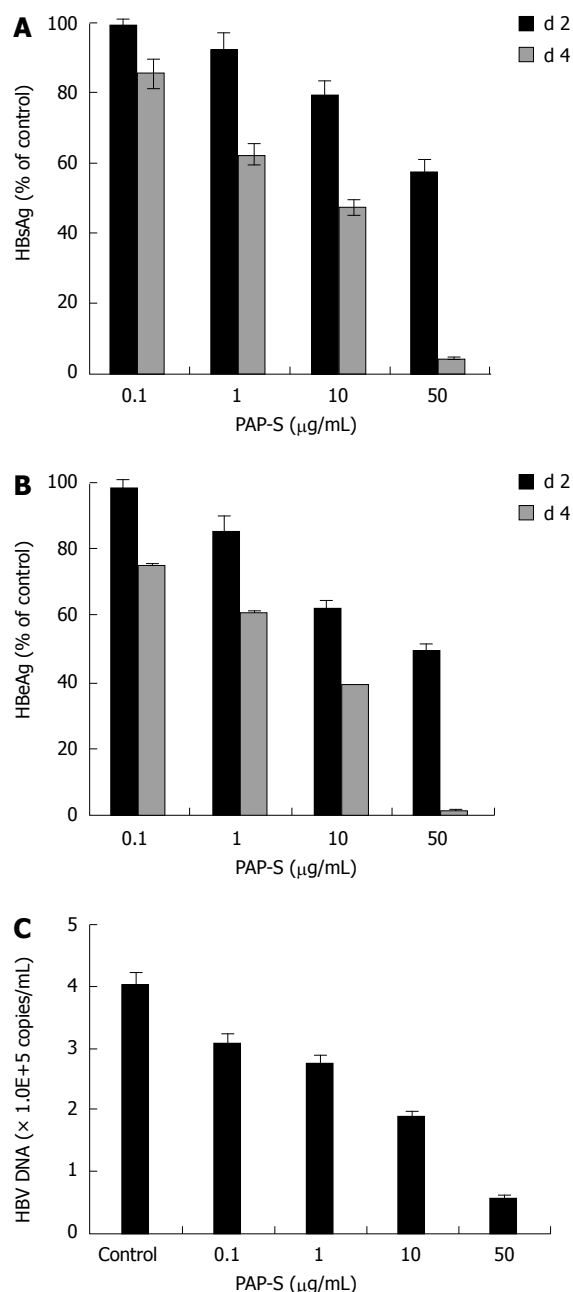 A
HBsAg (% of control)
100
80
60
40
20
0
d 2
d 4
0.1 1 10 50
PAP-S (μg/mL)
B
HBeAg (% of control)
100
80
60
40
20
0
d 2
d 4
0.1 1 10 50
PAP-S (μg/mL)
C
HBV DNA (× 1.0E+5 copies/mL)
5
4
3
2
1
0
Control 0.1 1 10 50
PAP-S (μg/mL)